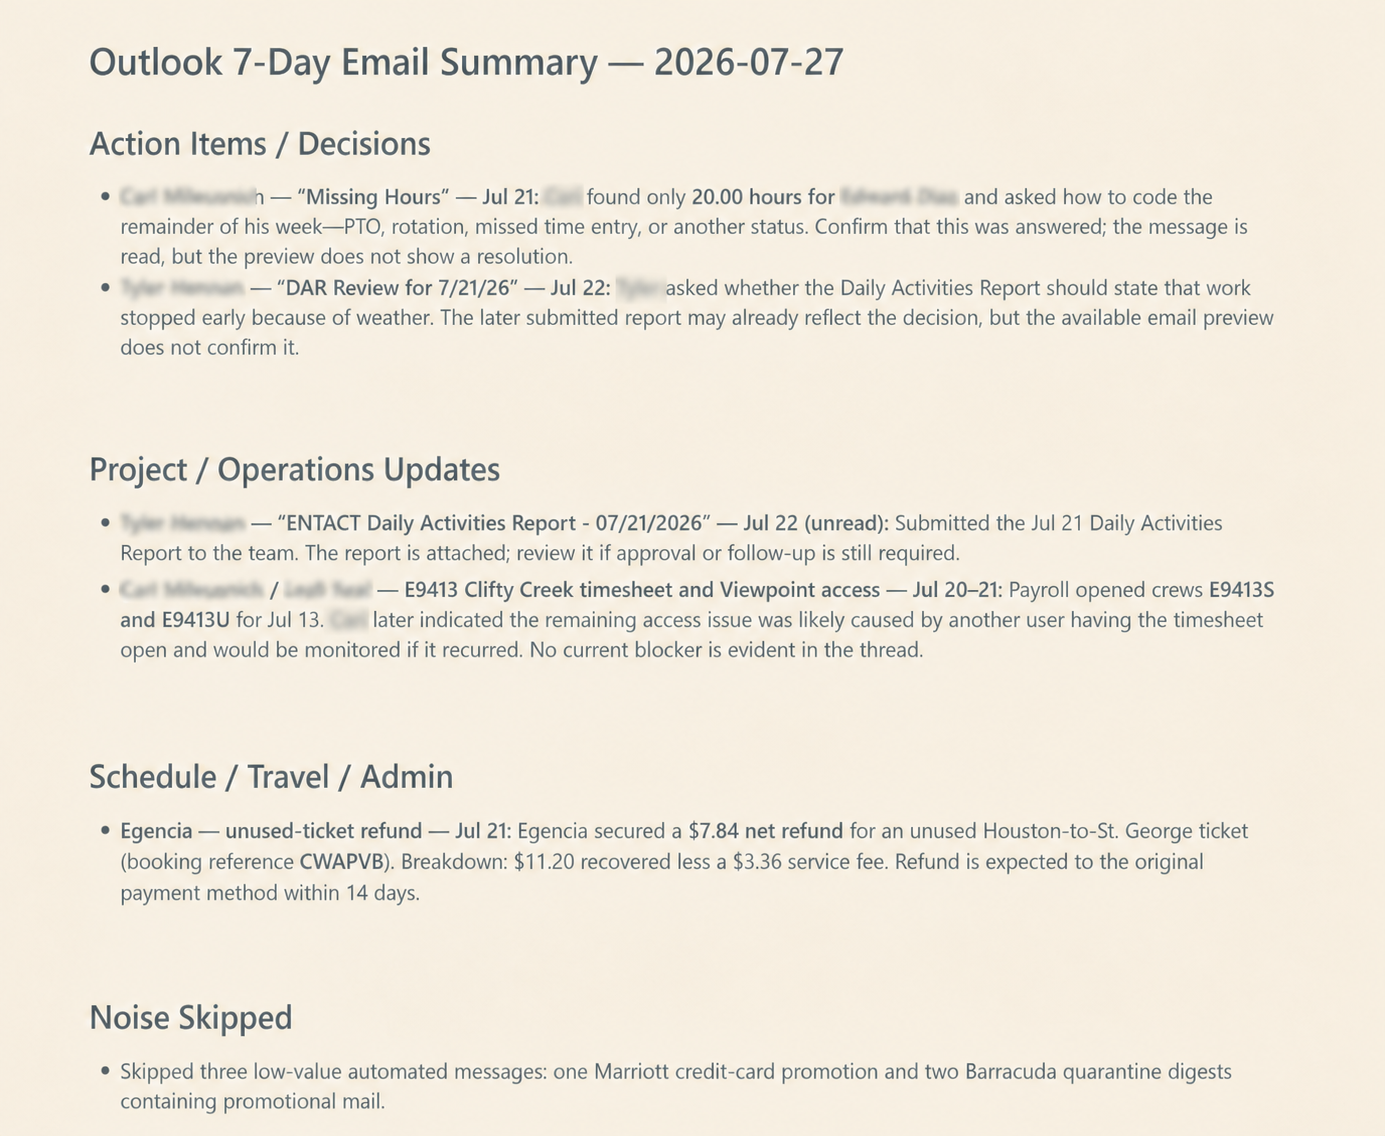 Outlook 7-Day Email Summary — 2026-07-27
Action Items / Decisions
• — “Missing Hours” — Jul 21: found only 20.00 hours for and asked how to code the
remainder of his week—PTO, rotation, missed time entry, or another status. Confirm that this was answered; the message is
read, but the preview does not show a resolution.
• — “DAR Review for 7/21/26” — Jul 22: asked whether the Daily Activities Report should state that work
stopped early because of weather. The later submitted report may already reflect the decision, but the available email preview
does not confirm it.
Project / Operations Updates
• — “ENTACT Daily Activities Report - 07/21/2026” — Jul 22 (unread): Submitted the Jul 21 Daily Activities
Report to the team. The report is attached; review it if approval or follow-up is still required.
• / — E9413 Clifty Creek timesheet and Viewpoint access — Jul 20–21: Payroll opened crews E9413S
and E9413U for Jul 13. later indicated the remaining access issue was likely caused by another user having the timesheet
open and would be monitored if it recurred. No current blocker is evident in the thread.
Schedule / Travel / Admin
• Egencia — unused-ticket refund — Jul 21: Egencia secured a $7.84 net refund for an unused Houston-to-St. George ticket
(booking reference CWAPVB). Breakdown: $11.20 recovered less a $3.36 service fee. Refund is expected to the original
payment method within 14 days.
Noise Skipped
• Skipped three low-value automated messages: one Marriott credit-card promotion and two Barracuda quarantine digests
containing promotional mail.